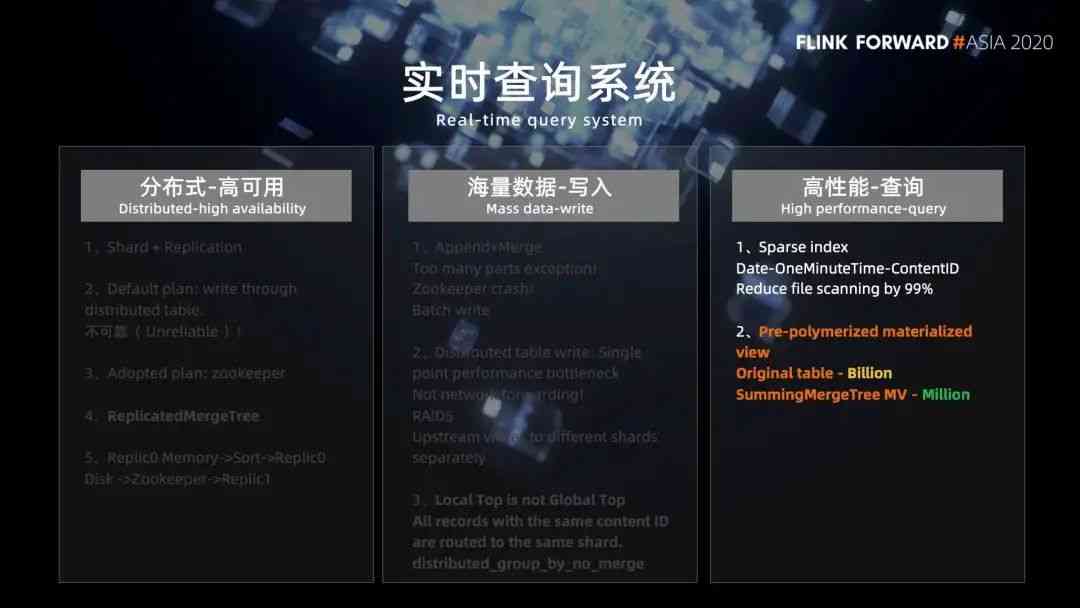 FLINK FORWARD #ASIA 2020
实时查询系统
Real-time query system
分布式-高可用
Distributed-high availability
1、Shard + Replication
2、Default plan: write through
distributed table.
不可靠（ Unreliable ）！
3、Adopted plan: zookeeper
4、ReplicatedMergeTree
5、Replic0 Memory->Sort->Replic0
Disk ->Zookeeper->Replic1
海量数据-写入
Mass data-write
1、Append+Merge
Too many parts exception!
Zookeeper crash!
Batch write
2、Distributed table write: Single
point performance bottleneck
Not network forwarding!
RAID5
Upstream writes to different shards
separately
3、Local Top is not Global Top
All records with the same content ID
are routed to the same shard.
distributed_group_by_no_merge
高性能-查询
High performance-query
1、Sparse index
Date-OneMinuteTime-ContentID
Reduce file scanning by 99%
2、Pre-polymerized materialized
view
Original table - Billion
SummingMergeTree MV - Million